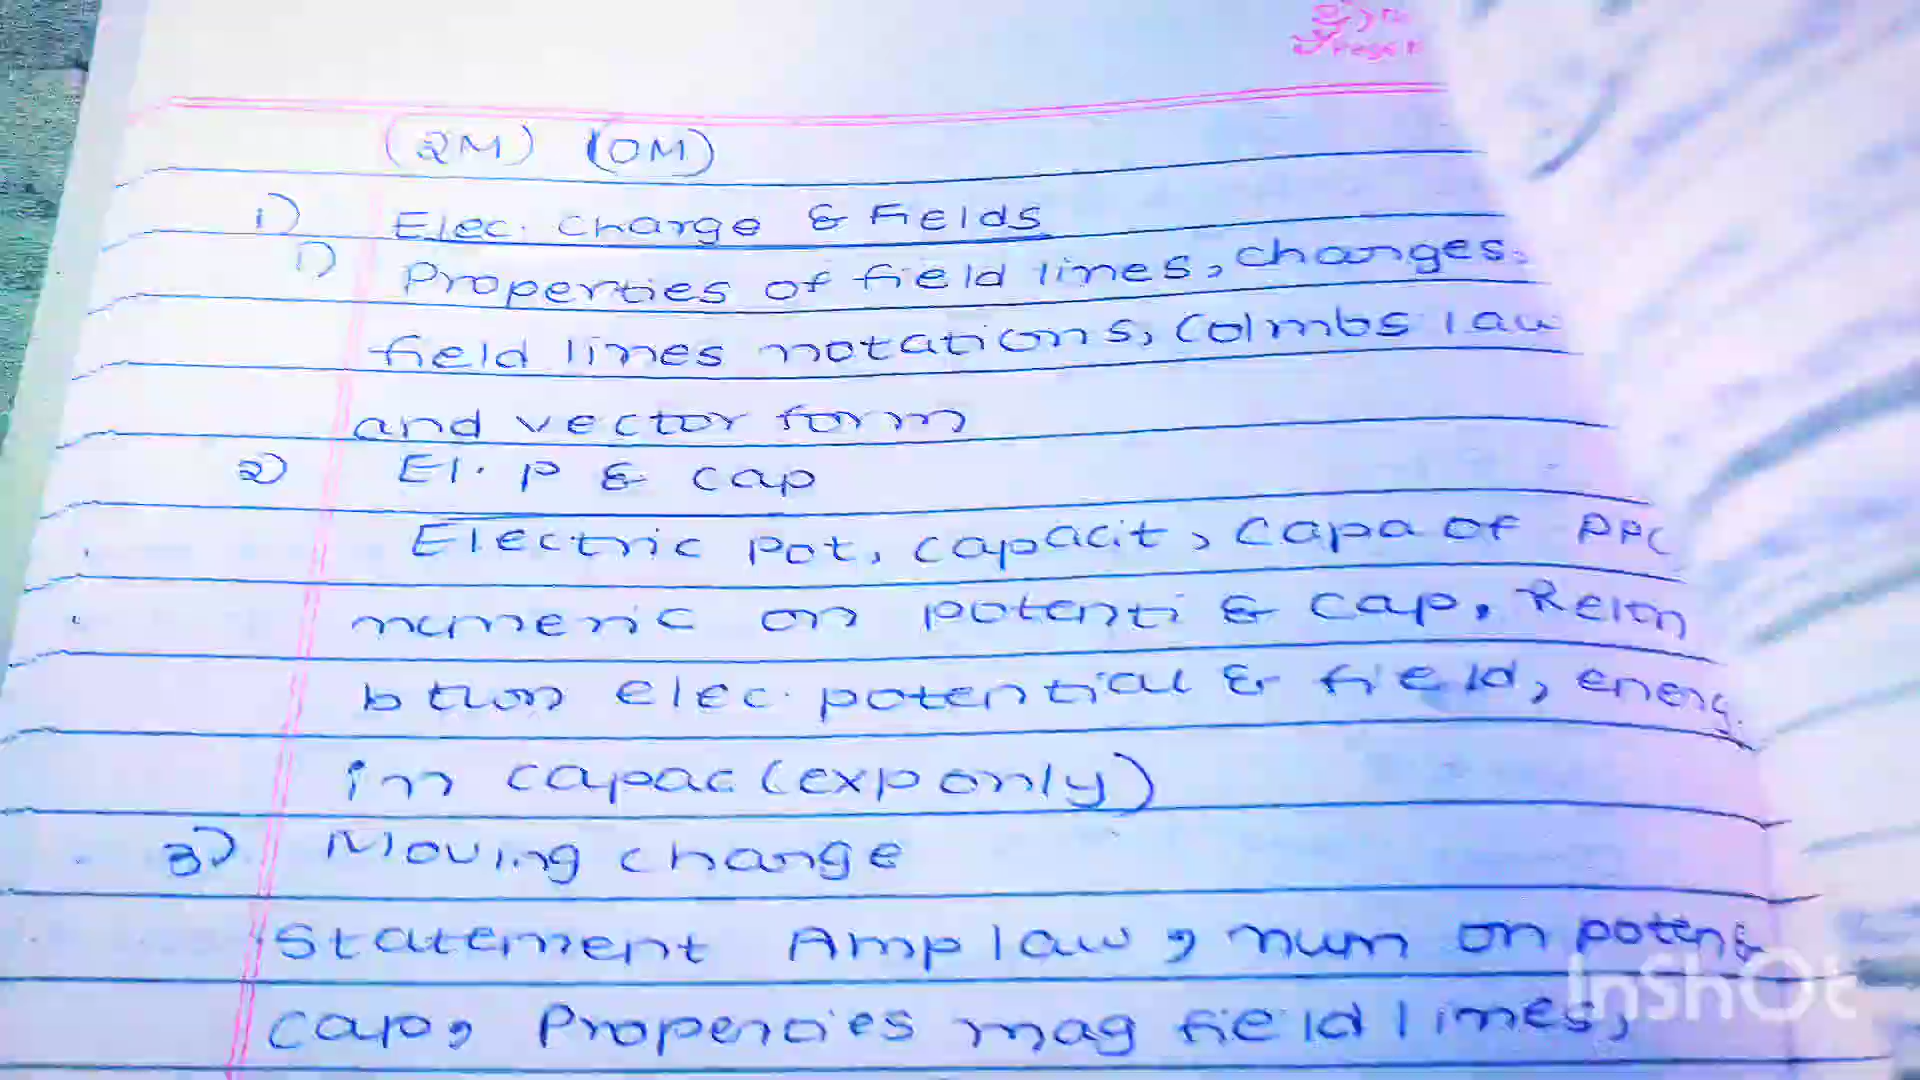 (2M) (0M)
1) Elec. charge & Fields
1) Properties of field lines, changes,
field lines notations, Colmbs law
and vector form
2) El. P & cap
Electric Pot, capacit, capa of PPC
numeric on potenti & cap, Reltn
btwn elec. potential & field, energ.
in capac (exp only)
3) Moving change
Statement Amp law, num on poten &
cap, Properties mag field lines,
InShOt